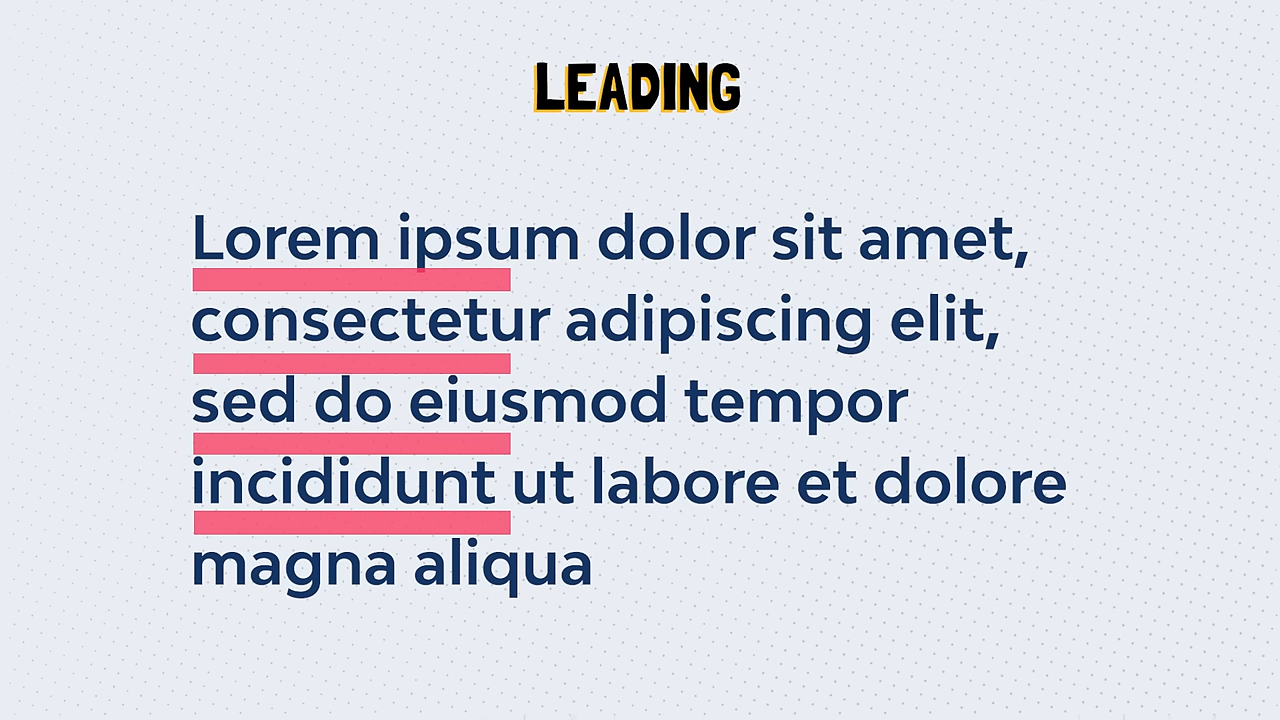 LEADING
Lorem ipsum dolor sit amet,
consectetur adipiscing elit,
sed do eiusmod tempor
incididunt ut labore et dolore
magna aliqua